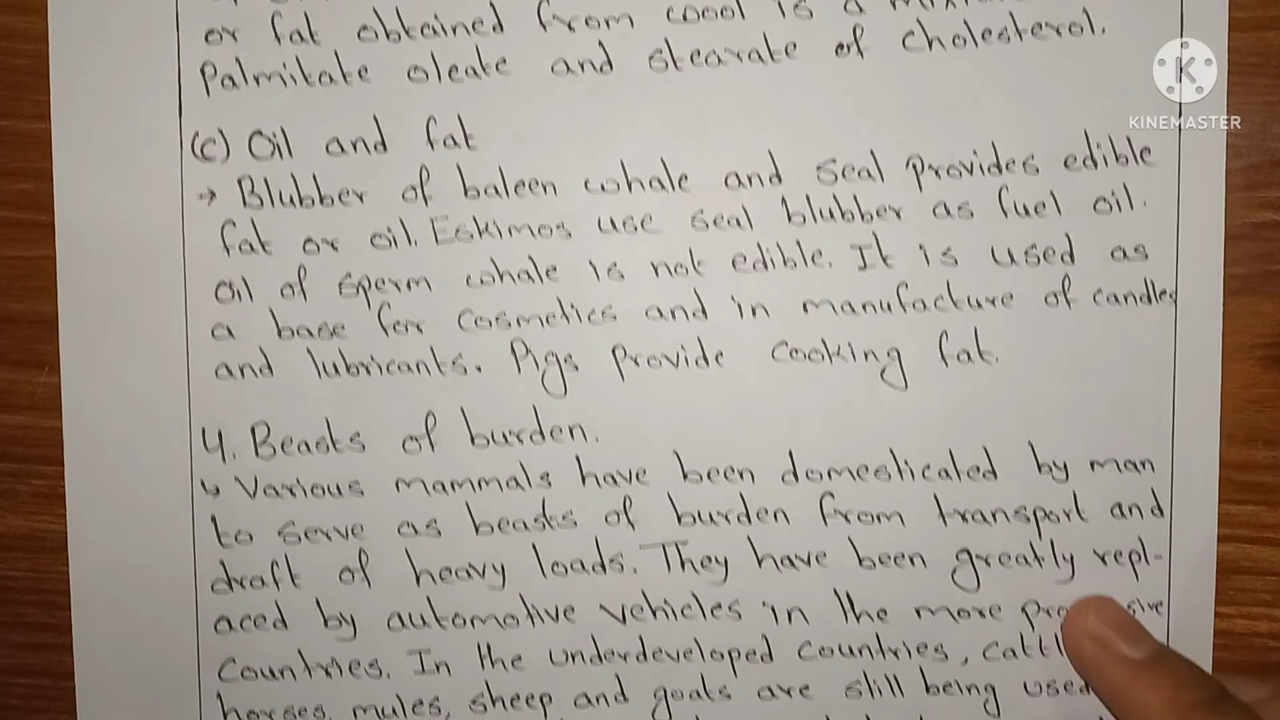 or fat obtained from wool is a
Palmitate oleate and stearate of cholesterol.
(c) Oil and fat
→ Blubber of baleen whale and seal provides edible
fat or oil. Eskimos use seal blubber as fuel oil.
oil of sperm whale is not edible. It is used as
a base for cosmetics and in manufacture of candles
and lubricants. Pigs provide cooking fat.
4. Beasts of burden.
↳ Various mammals have been domesticated by man
to serve as beasts of burden from transport and
draft of heavy loads. They have been greatly repl-
aced by automotive vehicles in the more
countries. In the underdeveloped countries,
horses, mules, sheep and goats are still being used
K
KINEMASTER